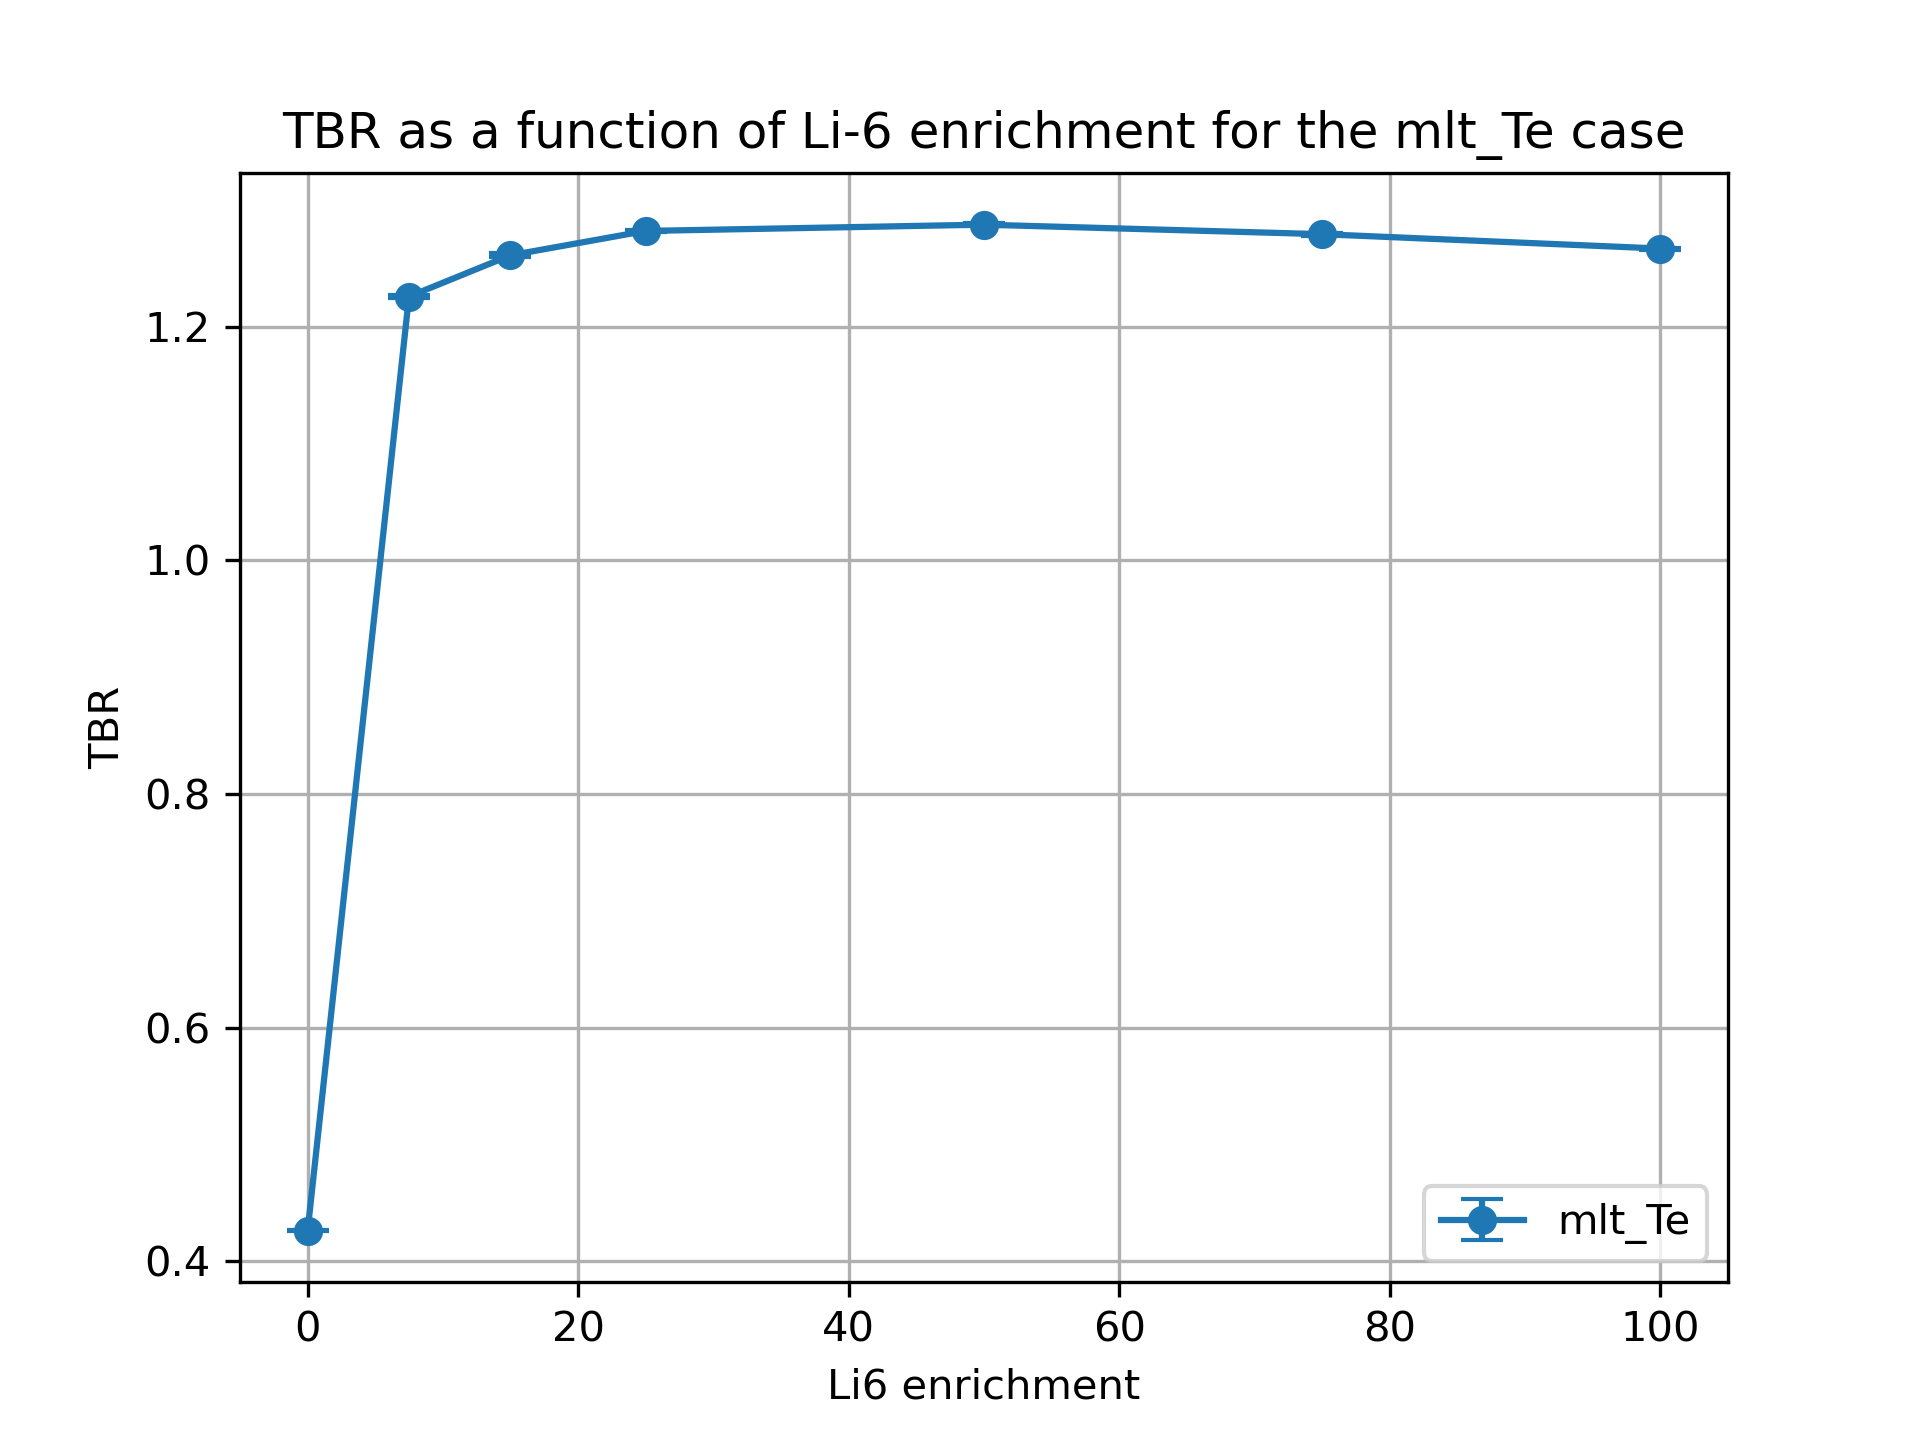 TBR as a function of Li-6 enrichment for the mlt_Te case
TBR
1.2
1.0
0.8
0.6
0.4
mlt_Te
0 20 40 60 80 100
Li6 enrichment